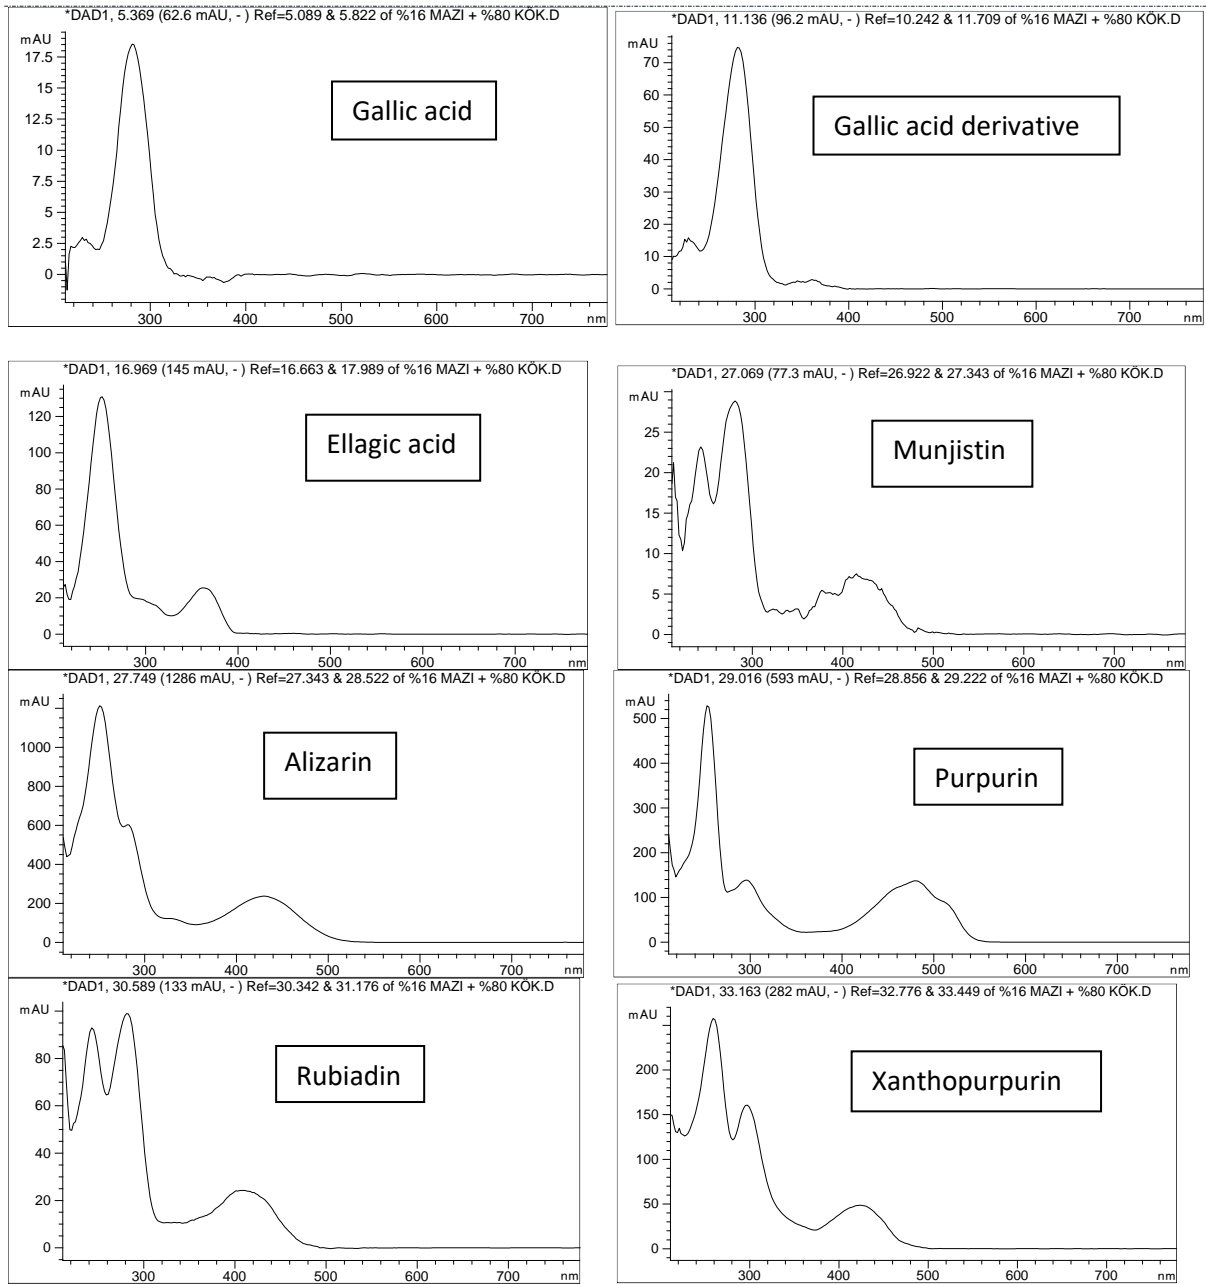 *DAD1, 5.369 (62.6 mAU, - ) Ref=5.089 & 5.822 of %16 MAZI + %80 KÖK.D
mAU
17.5
15
12.5
10
7.5
5
2.5
0
Gallic acid
300 400 500 600 700 nm
*DAD1, 11.136 (96.2 mAU, - ) Ref=10.242 & 11.709 of %16 MAZI + %80 KÖK.D
mAU
70
60
50
40
30
20
10
0
Gallic acid derivative
300 400 500 600 700 nm
*DAD1, 16.969 (145 mAU, - ) Ref=16.663 & 17.989 of %16 MAZI + %80 KÖK.D
mAU
120
100
80
60
40
20
0
Ellagic acid
300 400 500 600 700 nm
*DAD1, 27.069 (77.3 mAU, - ) Ref=26.922 & 27.343 of %16 MAZI + %80 KÖK.D
mAU
25
20
15
10
5
0
Munjistin
300 400 500 600 700 nm
*DAD1, 27.749 (1286 mAU, - ) Ref=27.343 & 28.522 of %16 MAZI + %80 KÖK.D
mAU
1000
800
600
400
200
0
Alizarin
300 400 500 600 700 nm
*DAD1, 29.016 (593 mAU, - ) Ref=28.856 & 29.222 of %16 MAZI + %80 KÖK.D
mAU
500
400
300
200
100
0
Purpurin
300 400 500 600 700 nm
*DAD1, 30.589 (133 mAU, - ) Ref=30.342 & 31.176 of %16 MAZI + %80 KÖK.D
mAU
80
60
40
20
0
Rubiadin
300 400 500 600 700 nm
*DAD1, 33.163 (282 mAU, - ) Ref=32.776 & 33.449 of %16 MAZI + %80 KÖK.D
mAU
200
150
100
50
0
Xanthopurpurin
300 400 500 600 700 nm